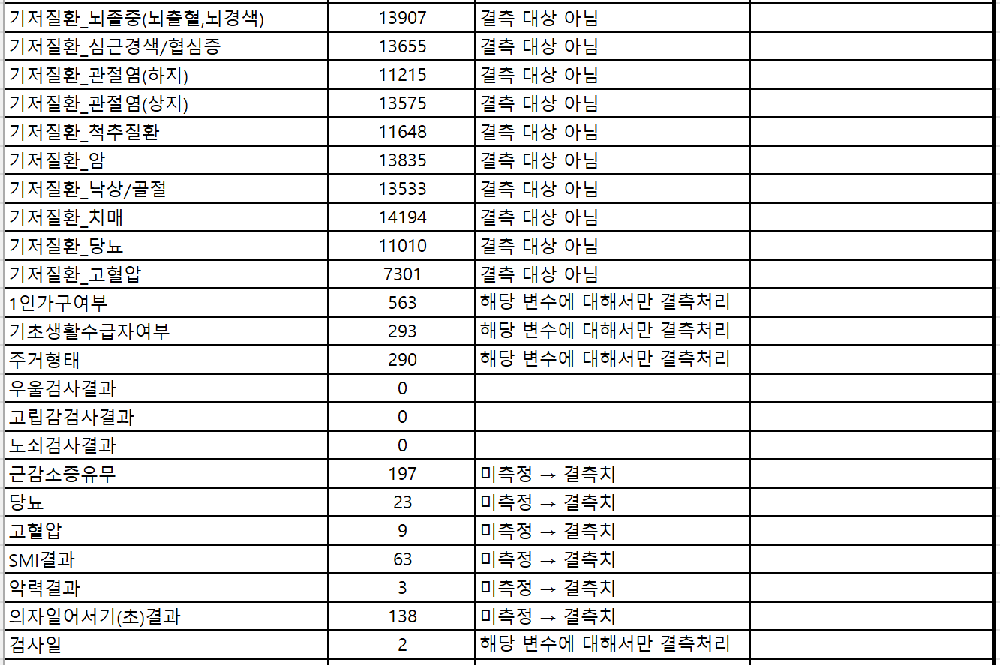 기저질환_뇌졸중(뇌출혈,뇌경색) 13907 결측 대상 아님
기저질환_심근경색/협심증 13655 결측 대상 아님
기저질환_관절염(하지) 11215 결측 대상 아님
기저질환_관절염(상지) 13575 결측 대상 아님
기저질환_척추질환 11648 결측 대상 아님
기저질환_암 13835 결측 대상 아님
기저질환_낙상/골절 13533 결측 대상 아님
기저질환_치매 14194 결측 대상 아님
기저질환_당뇨 11010 결측 대상 아님
기저질환_고혈압 7301 결측 대상 아님
1인가구여부 563 해당 변수에 대해서만 결측처리
기초생활수급자여부 293 해당 변수에 대해서만 결측처리
주거형태 290 해당 변수에 대해서만 결측처리
우울검사결과 0
고립감검사결과 0
노쇠검사결과 0
근감소증유무 197 미측정 → 결측치
당뇨 23 미측정 → 결측치
고혈압 9 미측정 → 결측치
SMI결과 63 미측정 → 결측치
악력결과 3 미측정 → 결측치
의자일어서기(초)결과 138 미측정 → 결측치
검사일 2 해당 변수에 대해서만 결측처리